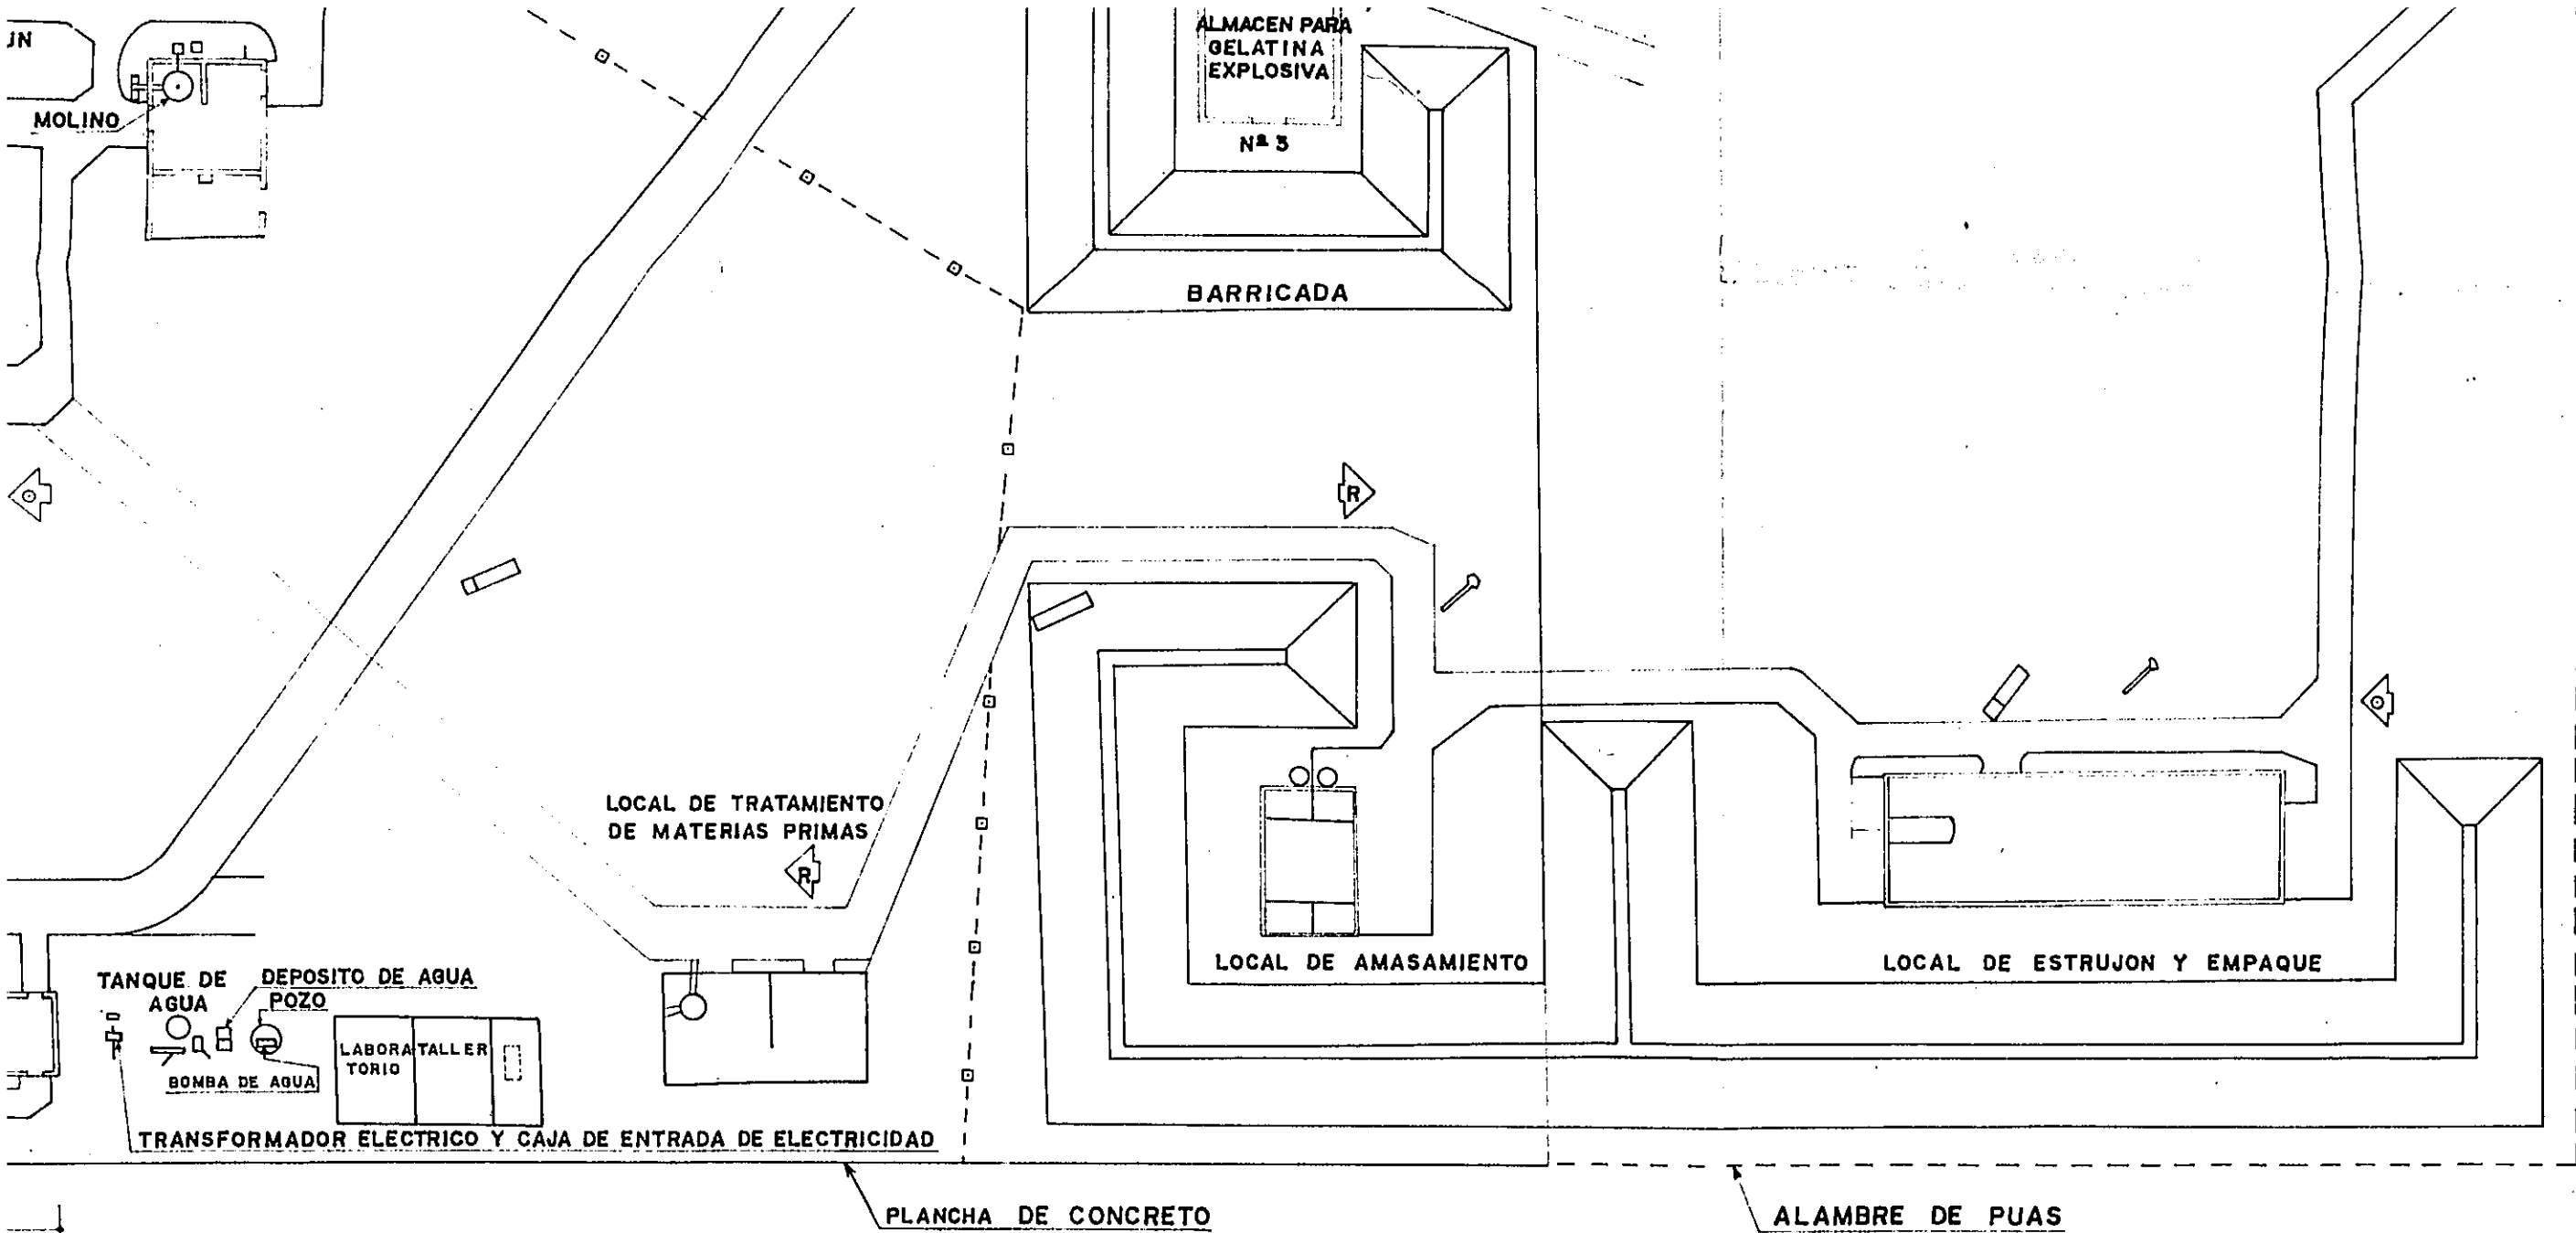 ALMACEN PARA
GELATINA
EXPLOSIVA
Nº 3
MOLINO
BARRICADA
R
LOCAL DE TRATAMIENTO
DE MATERIAS PRIMAS
R
LOCAL DE AMASAMIENTO
LOCAL DE ESTRUJON Y EMPAQUE
TANQUE DE
AGUA
DEPOSITO DE AGUA
POZO
LABORA
TORIO
TALLER
BOMBA DE AGUA
TRANSFORMADOR ELECTRICO Y CAJA DE ENTRADA DE ELECTRICIDAD
PLANCHA DE CONCRETO
ALAMBRE DE PUAS